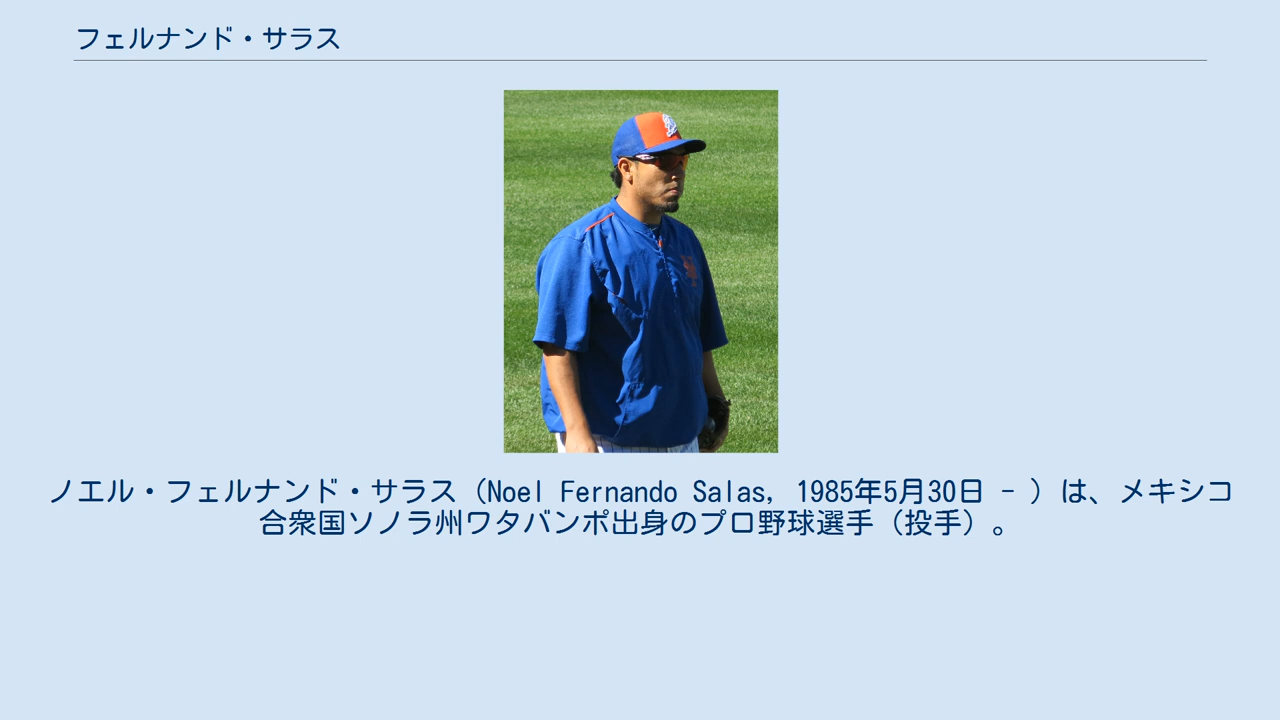 フェルナンド・サラス
ノエル・フェルナンド・サラス（Noel Fernando Salas, 1985年5月30日 - ）は、メキシコ
合衆国ソノラ州ワタバンポ出身のプロ野球選手（投手）。